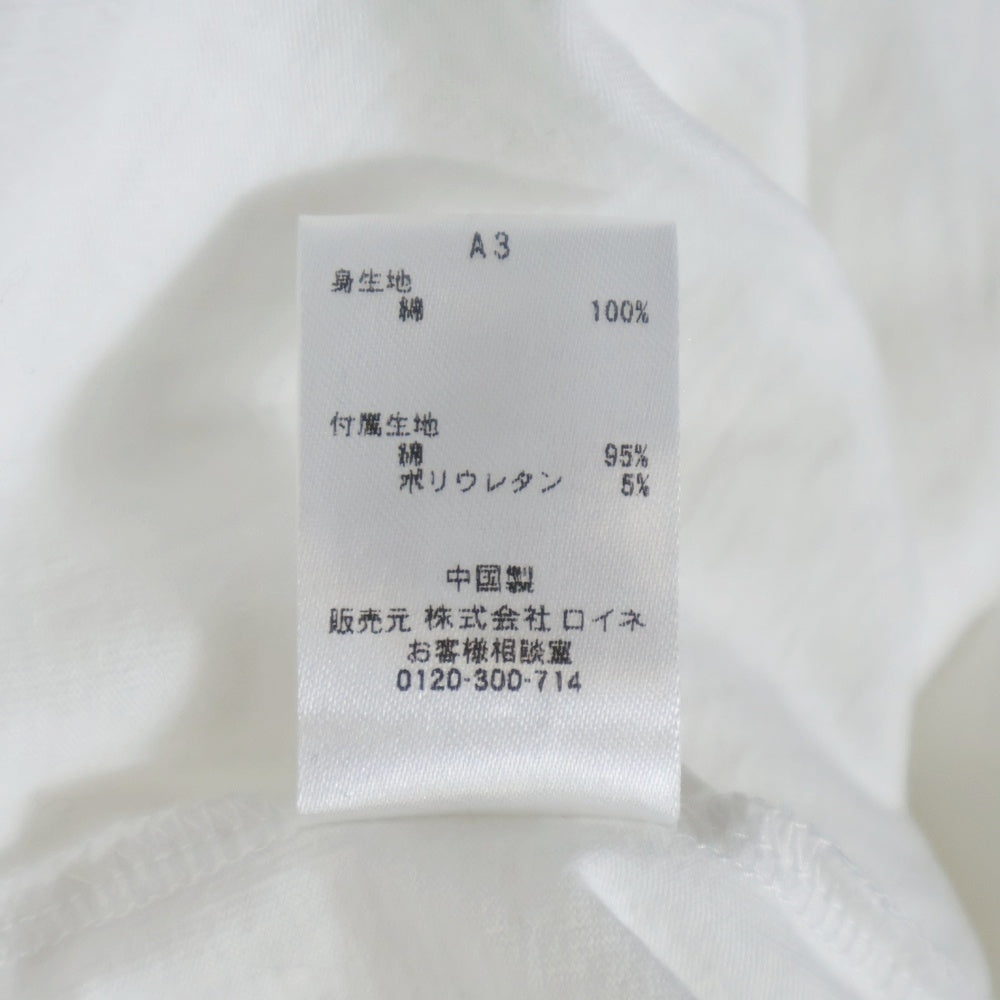 A3
身生地
綿 100%
付属生地
綿 95%
ポリウレタン 5%
中国製
販売元 株式会社 ロイネ
お客様相談室
0120-300-714